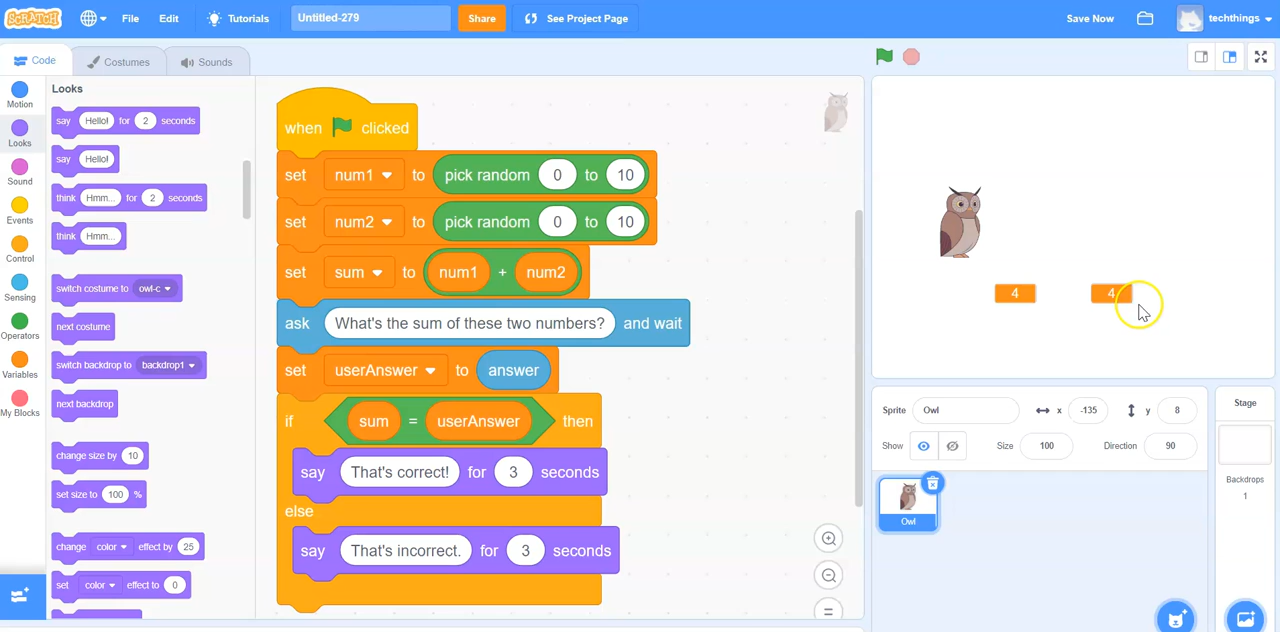 SCRATCH File Edit Tutorials Untitled-279 Share See Project Page Save Now techthings
Code Costumes Sounds
Motion
Looks
Sound
Events
Control
Sensing
Operators
Variables
My Blocks
Looks
say Hello! for 2 seconds
say Hello!
think Hmm... for 2 seconds
think Hmm...
switch costume to owl-c
next costume
switch backdrop to backdrop1
next backdrop
change size by 10
set size to 100 %
change color effect by 25
set color effect to 0
when clicked
set num1 to pick random 0 to 10
set num2 to pick random 0 to 10
set sum to num1 + num2
ask What's the sum of these two numbers? and wait
set userAnswer to answer
if sum = userAnswer then
say That's correct! for 3 seconds
else
say That's incorrect. for 3 seconds
4 4
Sprite Owl x -135 y 8
Show Size 100 Direction 90
Owl
Stage
Backdrops
1